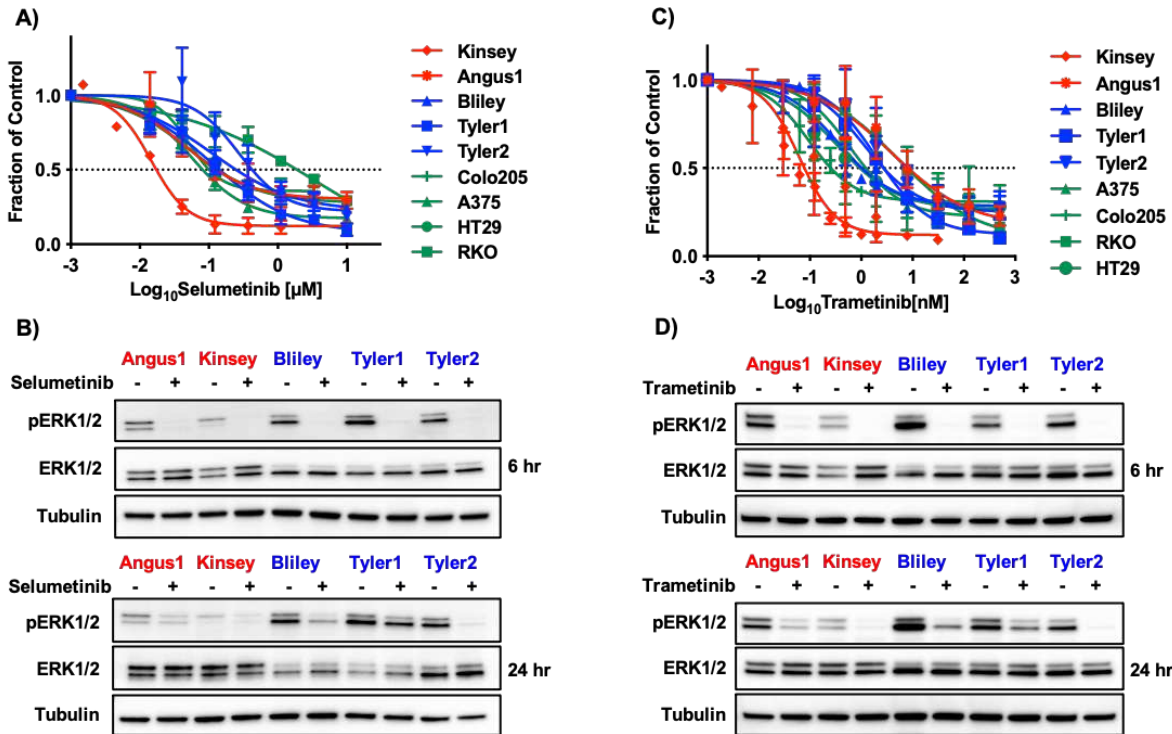 A)
Fraction of Control
1.0
0.5
0.0
-3 -2 -1 0 1
Log10Selumetinib [µM]
Kinsey
Angus1
Bliley
Tyler1
Tyler2
Colo205
A375
HT29
RKO
C)
Fraction of Control
1.0
0.5
0.0
-3 -2 -1 0 1 2 3
Log10Trametinib[nM]
Kinsey
Angus1
Bliley
Tyler1
Tyler2
A375
Colo205
RKO
HT29
B)
Angus1 Kinsey Bliley Tyler1 Tyler2
Selumetinib - + - + - + - + - +
pERK1/2
ERK1/2 6 hr
Tubulin
Angus1 Kinsey Bliley Tyler1 Tyler2
Selumetinib - + - + - + - + - +
pERK1/2
ERK1/2 24 hr
Tubulin
D)
Angus1 Kinsey Bliley Tyler1 Tyler2
Trametinib - + - + - + - + - +
pERK1/2
ERK1/2 6 hr
Tubulin
Angus1 Kinsey Bliley Tyler1 Tyler2
Trametinib - + - + - + - + - +
pERK1/2
ERK1/2 24 hr
Tubulin